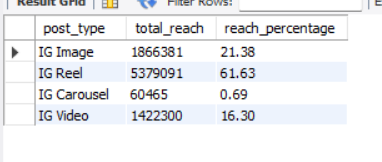 Result Grid Filter Rows: E
post_type total_reach reach_percentage
IG Image 1866381 21.38
IG Reel 5379091 61.63
IG Carousel 60465 0.69
IG Video 1422300 16.30